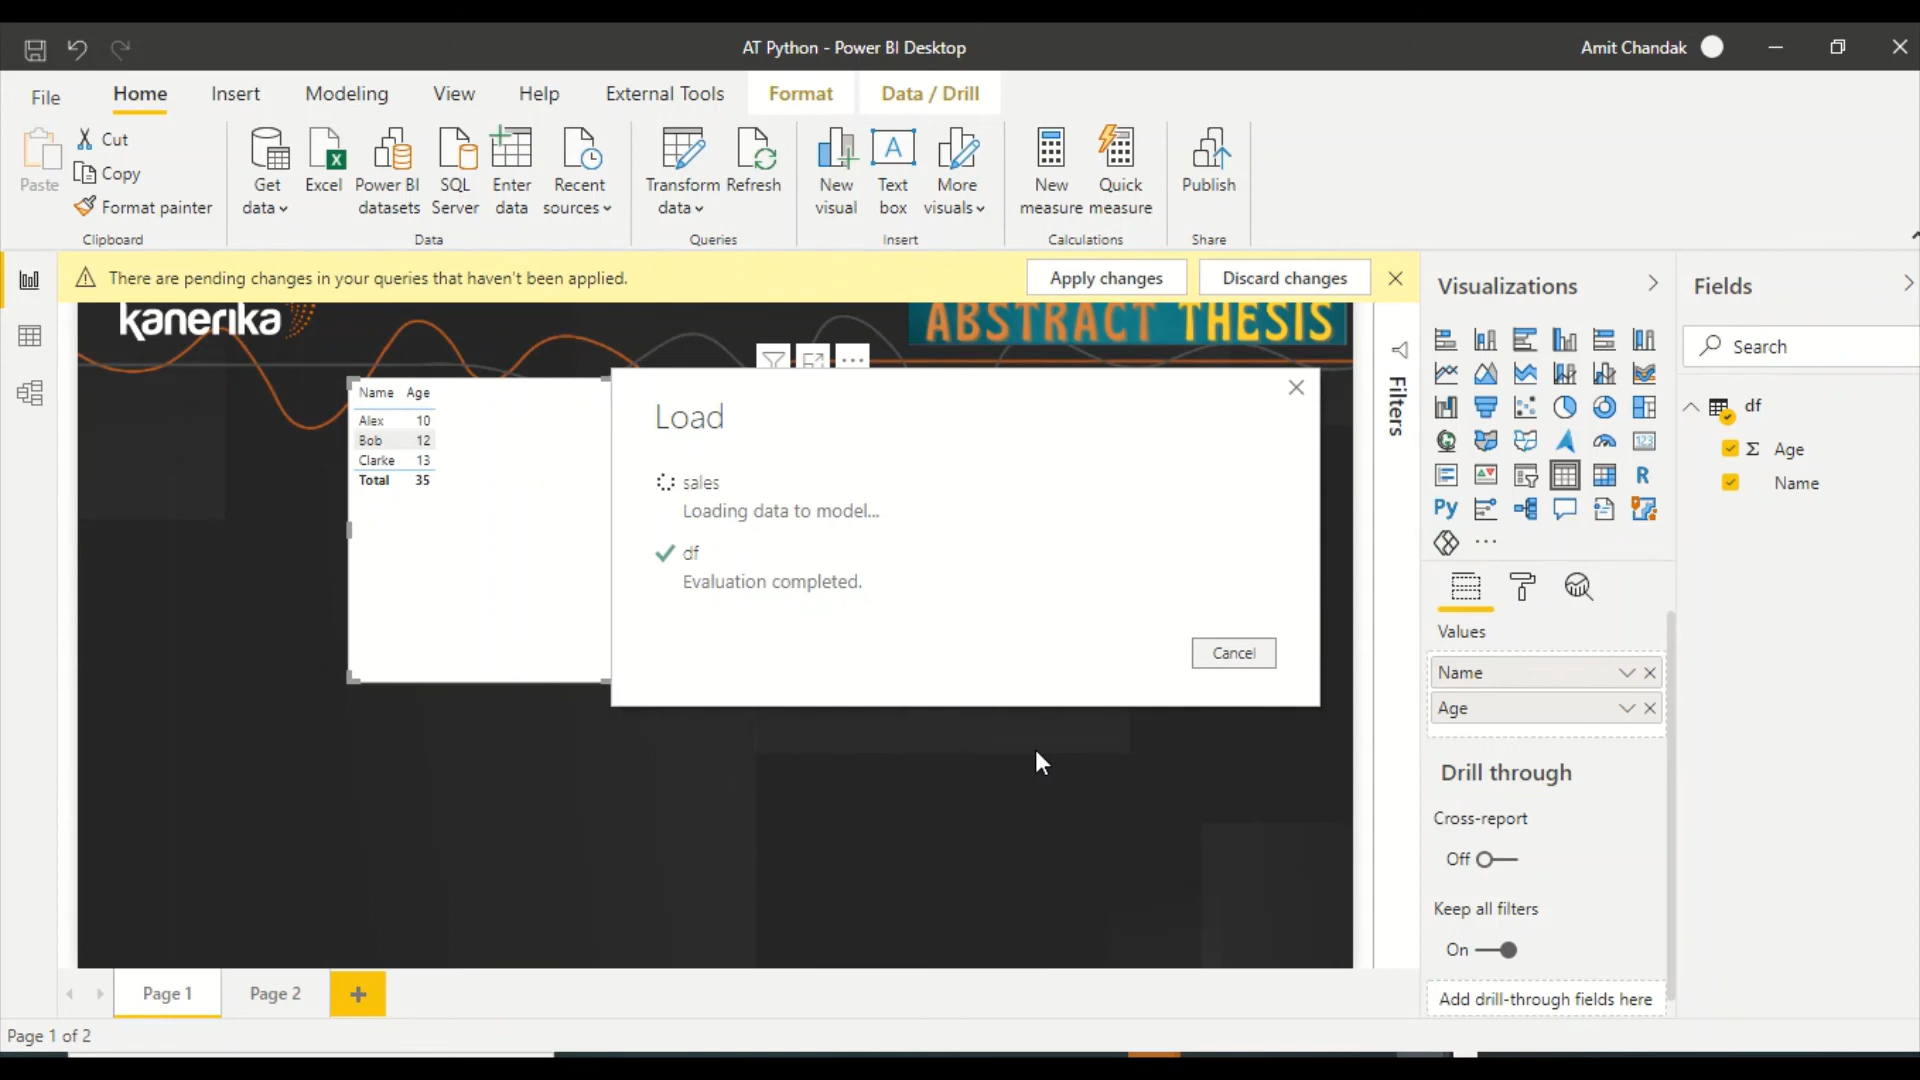 AT Python - Power BI Desktop
Amit Chandak
File
Home
Insert
Modeling
View
Help
External Tools
Format
Data / Drill
Paste
Cut
Copy
Format painter
Clipboard
Get
data
Excel
Power BI
datasets
SQL
Server
Enter
data
Recent
sources
Data
Transform
data
Refresh
Queries
New
visual
A
Text
box
More
visuals
Insert
New
measure
Quick
measure
Calculations
Publish
Share
There are pending changes in your queries that haven't been applied.
Apply changes
Discard changes
kanerika
ABSTRACT THESIS
Name Age
Alex 10
Bob 12
Clarke 13
Total 35
Load
sales
Loading data to model...
df
Evaluation completed.
Cancel
Filters
Visualizations
123
R
Py
Values
Name
Age
Drill through
Cross-report
Off
Keep all filters
On
Add drill-through fields here
Fields
Search
df
Σ Age
Name
Page 1
Page 2
+
Page 1 of 2